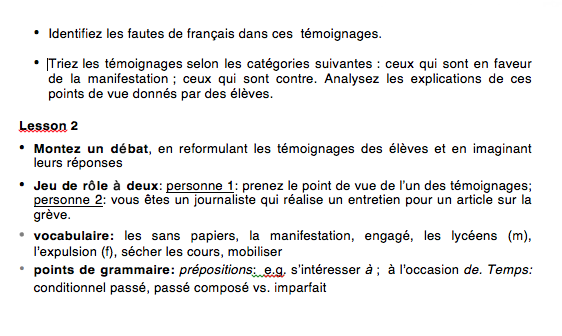 • Identifiez les fautes de français dans ces témoignages.
• Triez les témoignages selon les catégories suivantes : ceux qui sont en faveur
de la manifestation ; ceux qui sont contre. Analysez les explications de ces
points de vue donnés par des élèves.
Lesson 2
• Montez un débat, en reformulant les témoignages des élèves et en imaginant
leurs réponses
• Jeu de rôle à deux: personne 1: prenez le point de vue de l'un des témoignages;
personne 2: vous êtes un journaliste qui réalise un entretien pour un article sur la
grève.
• vocabulaire: les sans papiers, la manifestation, engagé, les lycéens (m),
l'expulsion (f), sécher les cours, mobiliser
• points de grammaire: prépositions: e.g. s'intéresser à ; à l'occasion de. Temps:
conditionnel passé, passé composé vs. imparfait